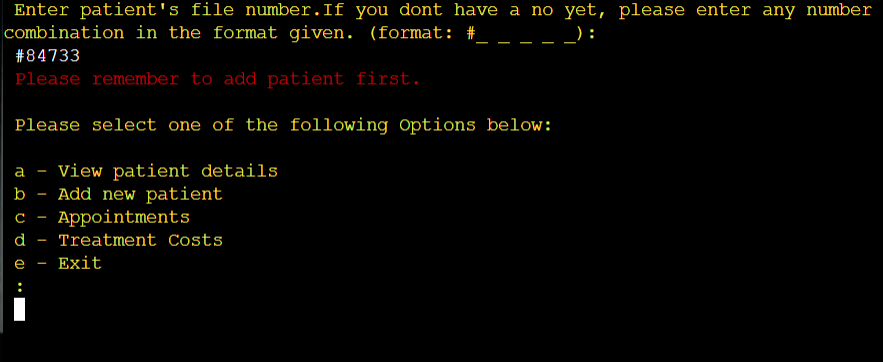 Enter patient's file number.If you dont have a no yet, please enter any number
combination in the format given. (format: #_ _ _ _ _):
#84733
Please remember to add patient first.
Please select one of the following Options below:
a - View patient details
b - Add new patient
c - Appointments
d - Treatment Costs
e - Exit
: